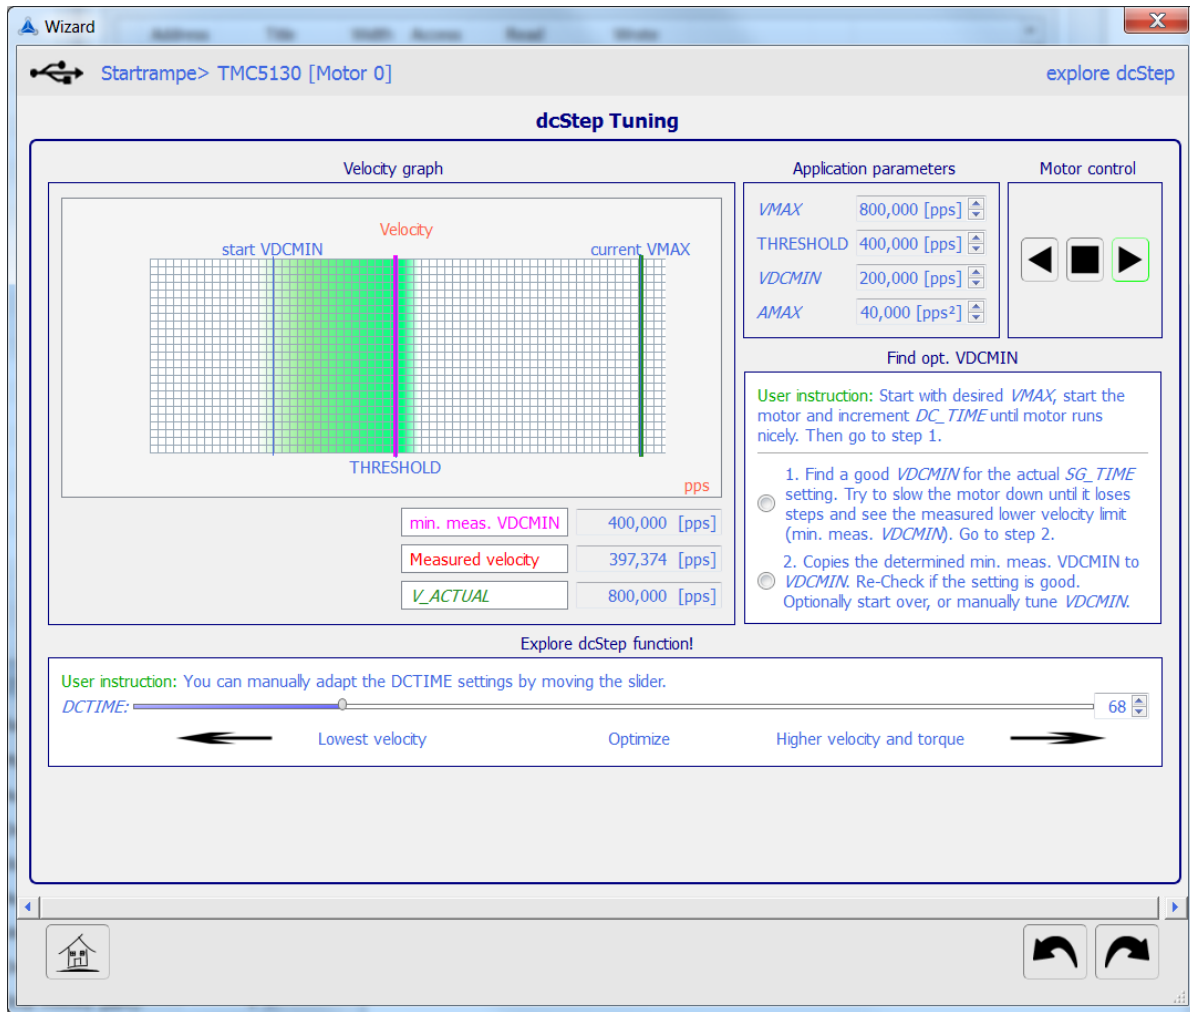 Wizard
Address Title Width Access Read Write
X
Startrampe> TMC5130 [Motor 0]
explore dcStep
dcStep Tuning
Velocity graph
Velocity
start VDCMIN
current VMAX
THRESHOLD
pps
min. meas. VDCMIN 400,000 [pps]
Measured velocity 397,374 [pps]
V_ACTUAL 800,000 [pps]
Application parameters
VMAX 800,000 [pps]
THRESHOLD 400,000 [pps]
VDCMIN 200,000 [pps]
AMAX 40,000 [pps²]
Motor control
Find opt. VDCMIN
User instruction: Start with desired VMAX, start the
motor and increment DC_TIME until motor runs
nicely. Then go to step 1.
1. Find a good VDCMIN for the actual SG_TIME
setting. Try to slow the motor down until it loses
steps and see the measured lower velocity limit
(min. meas. VDCMIN). Go to step 2.
2. Copies the determined min. meas. VDCMIN to
VDCMIN. Re-Check if the setting is good.
Optionally start over, or manually tune VDCMIN.
Explore dcStep function!
User instruction: You can manually adapt the DCTIME settings by moving the slider.
DCTIME: 68
Lowest velocity
Optimize
Higher velocity and torque